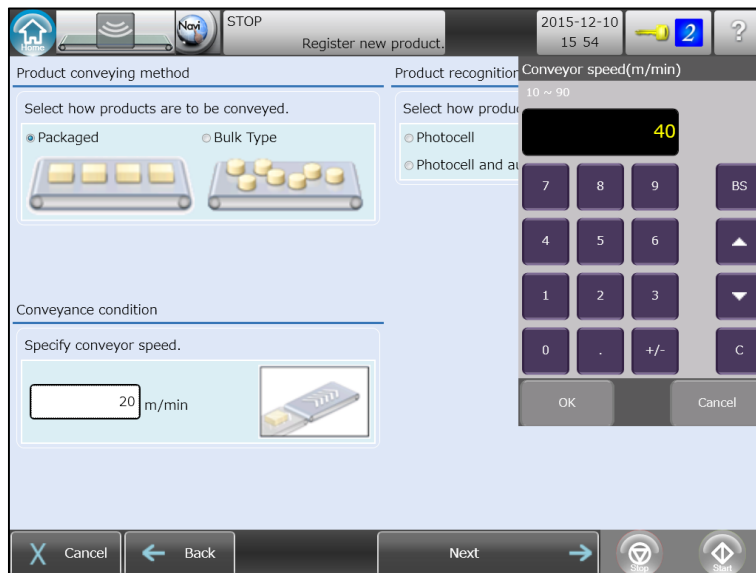 Home
Navi
STOP
Register new product.
2015-12-10
15 54
2
?
Product conveying method
Select how products are to be conveyed.
Packaged
Bulk Type
Product recognition
Select how produc
Photocell
Photocell and au
Conveyance condition
Specify conveyor speed.
20 m/min
Conveyor speed(m/min)
10 ~ 90
40
7 8 9 BS
4 5 6
1 2 3
0 . +/- C
OK Cancel
X Cancel
Back
Next
Stop
Start